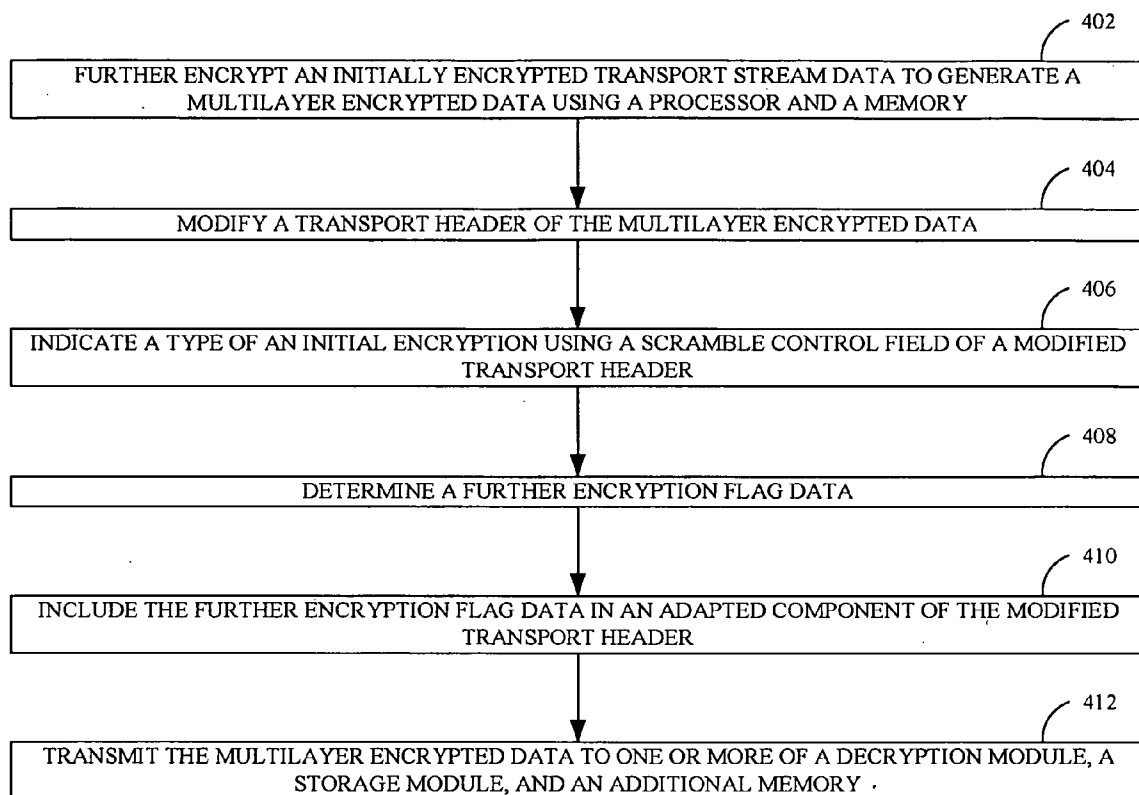 402
FURTHER ENCRYPT AN INITIALLY ENCRYPTED TRANSPORT STREAM DATA TO GENERATE A
MULTILAYER ENCRYPTED DATA USING A PROCESSOR AND A MEMORY
404
MODIFY A TRANSPORT HEADER OF THE MULTILAYER ENCRYPTED DATA
406
INDICATE A TYPE OF AN INITIAL ENCRYPTION USING A SCRAMBLE CONTROL FIELD OF A MODIFIED
TRANSPORT HEADER
408
DETERMINE A FURTHER ENCRYPTION FLAG DATA
410
INCLUDE THE FURTHER ENCRYPTION FLAG DATA IN AN ADAPTED COMPONENT OF THE MODIFIED
TRANSPORT HEADER
412
TRANSMIT THE MULTILAYER ENCRYPTED DATA TO ONE OR MORE OF A DECRYPTION MODULE, A
STORAGE MODULE, AND AN ADDITIONAL MEMORY